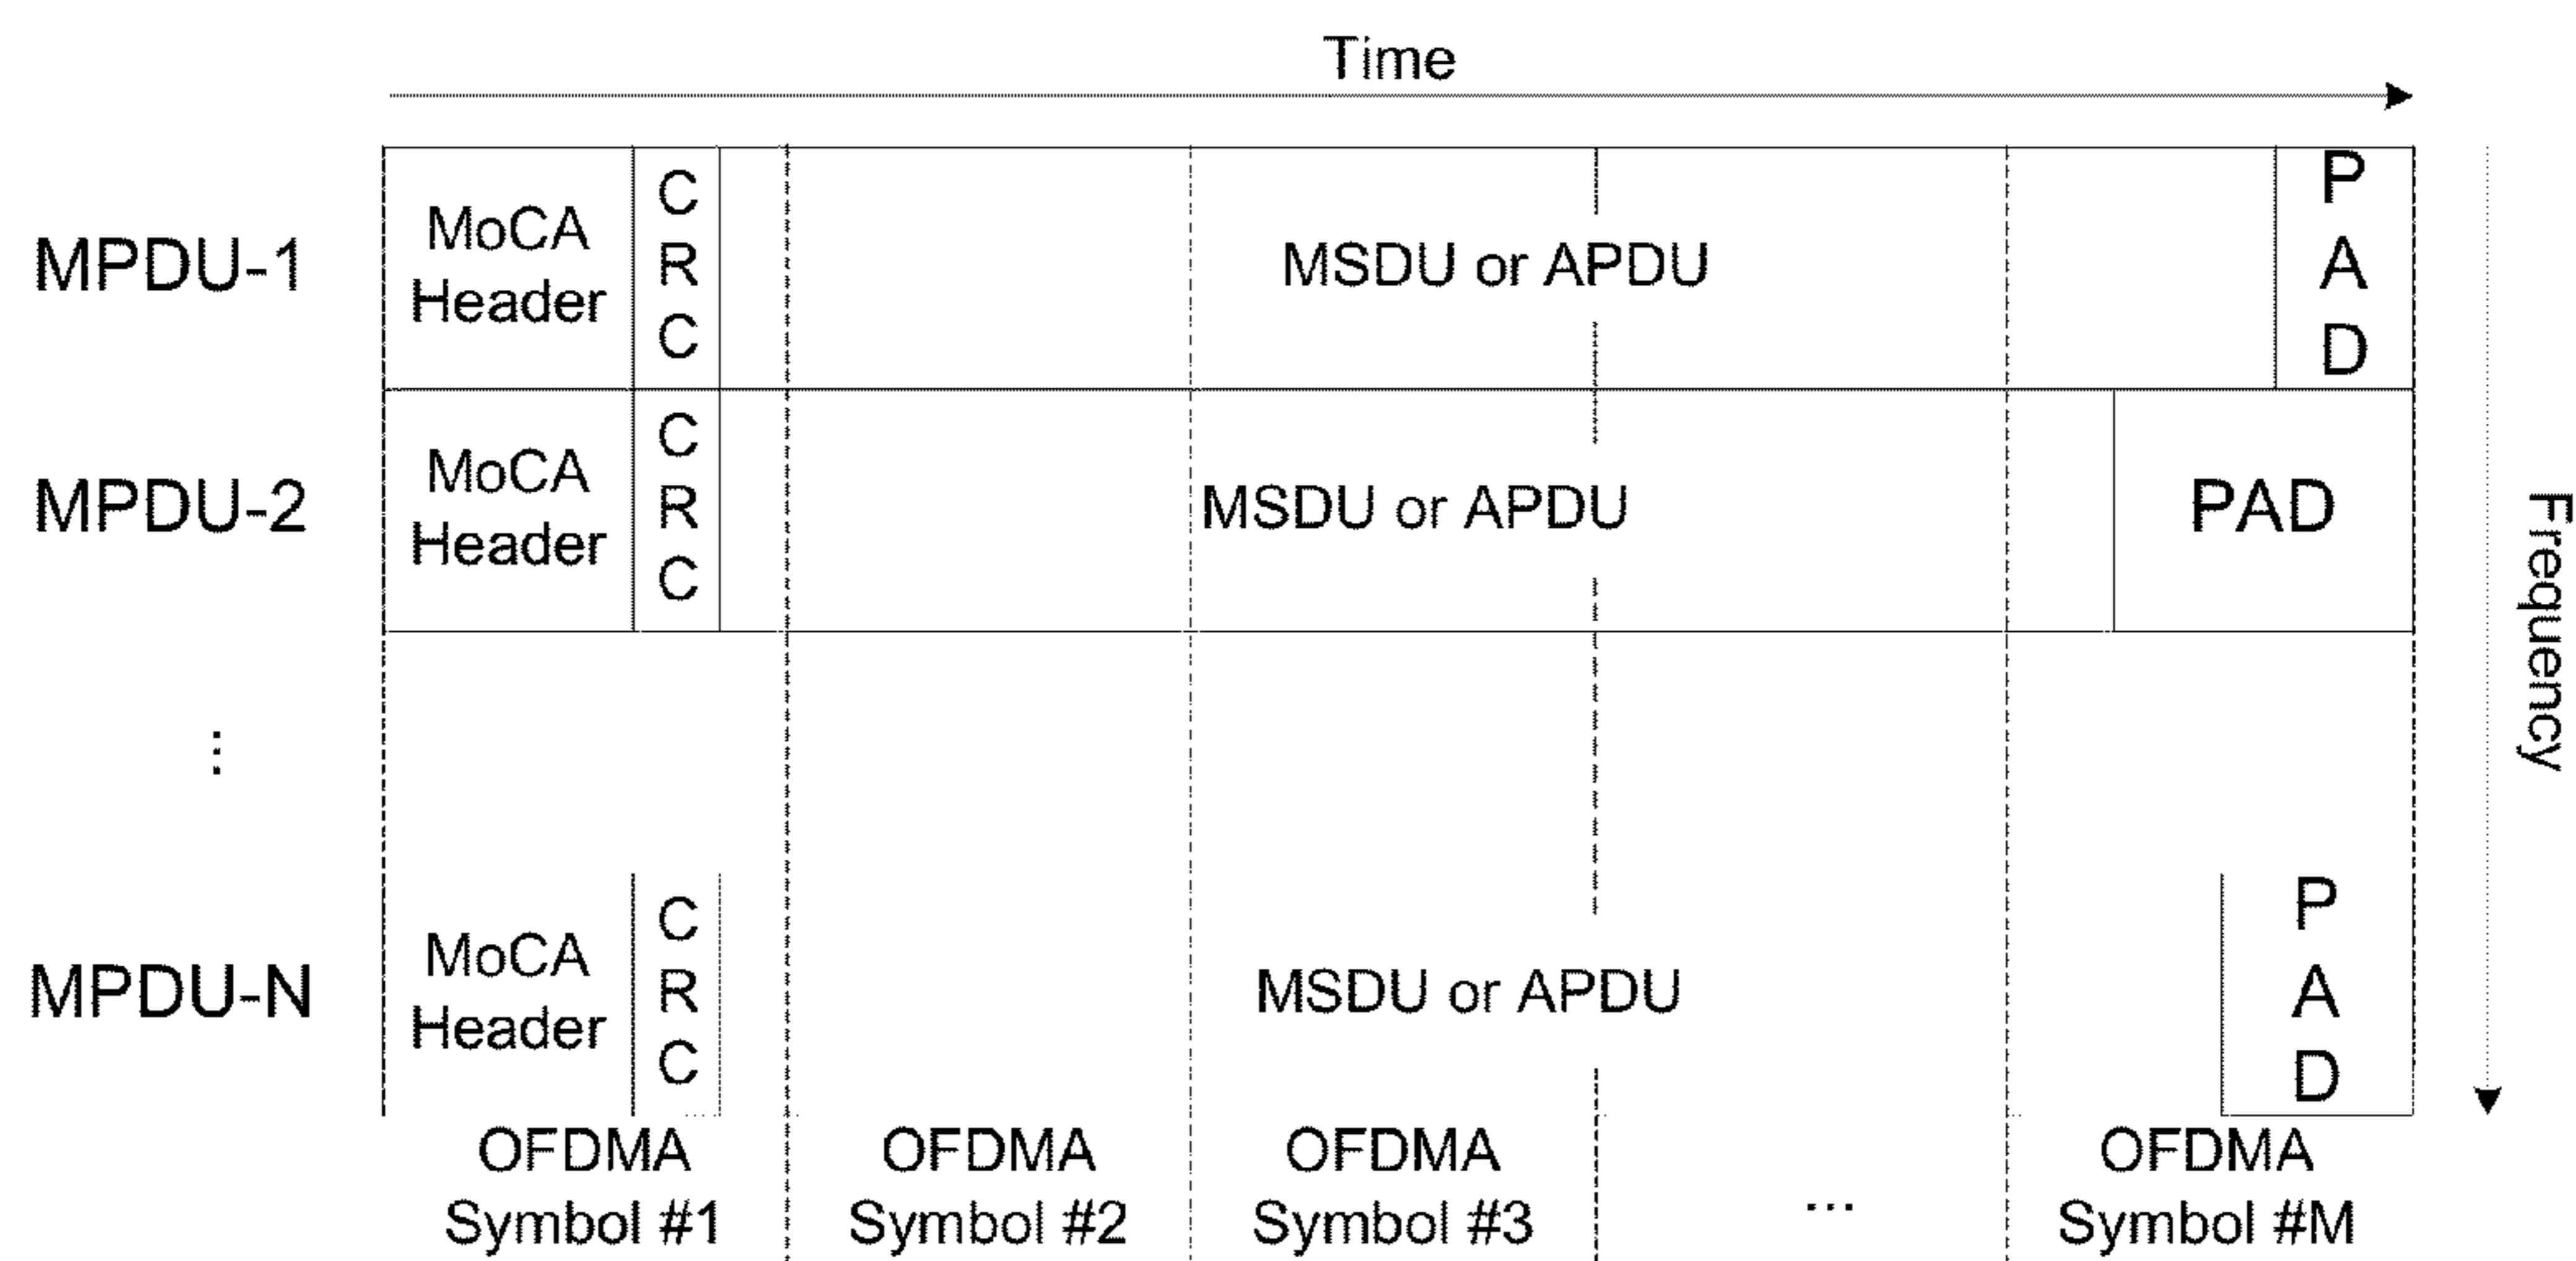 Time
MPDU-1
MoCA
Header
C
R
C
MSDU or APDU
P
A
D
MPDU-2
MoCA
Header
C
R
C
MSDU or APDU
PAD
Frequency
⋮
MPDU-N
MoCA
Header
C
R
C
MSDU or APDU
P
A
D
OFDMA
Symbol #1
OFDMA
Symbol #2
OFDMA
Symbol #3
...
OFDMA
Symbol #M